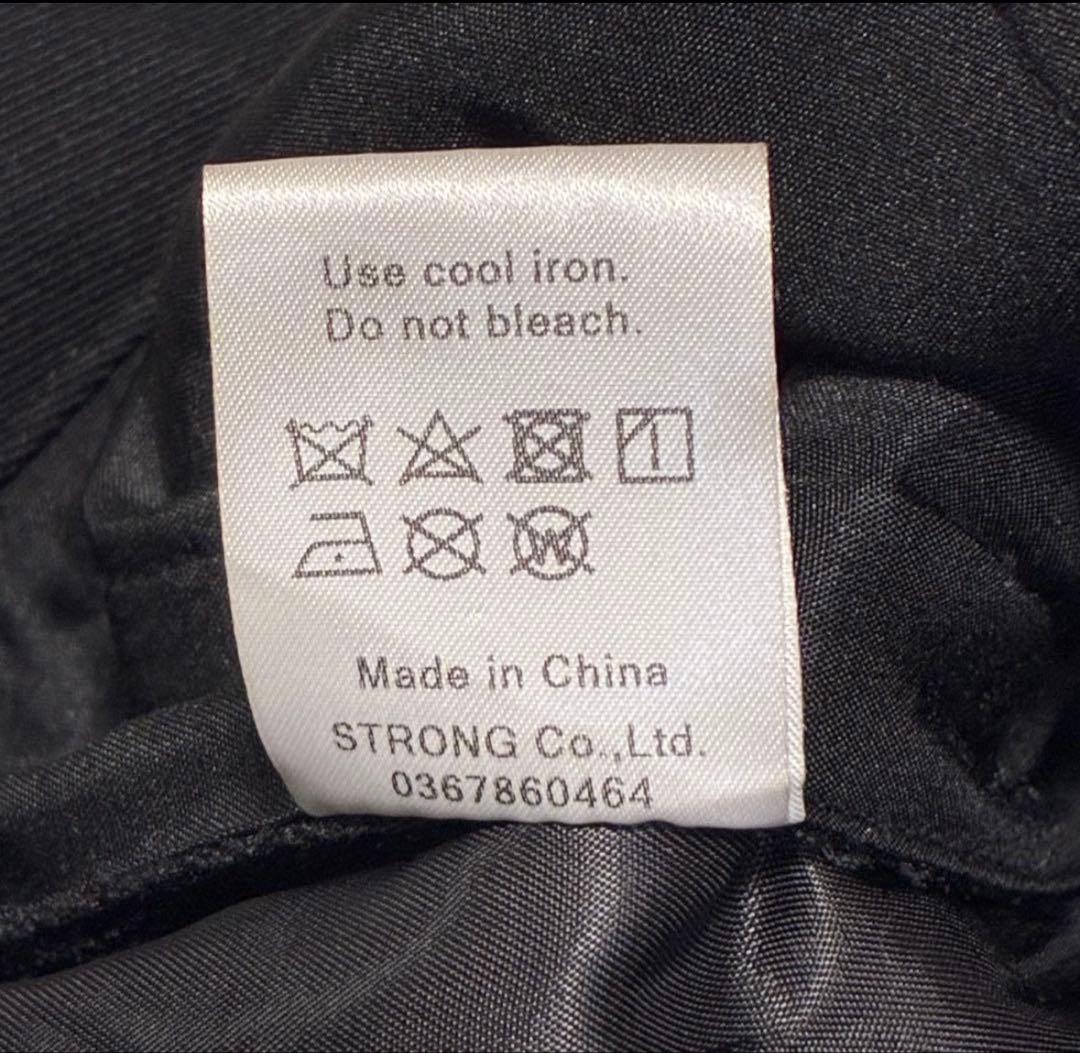 Use cool iron.
Do not bleach.
W
Made in China
STRONG Co.,Ltd.
0367860464